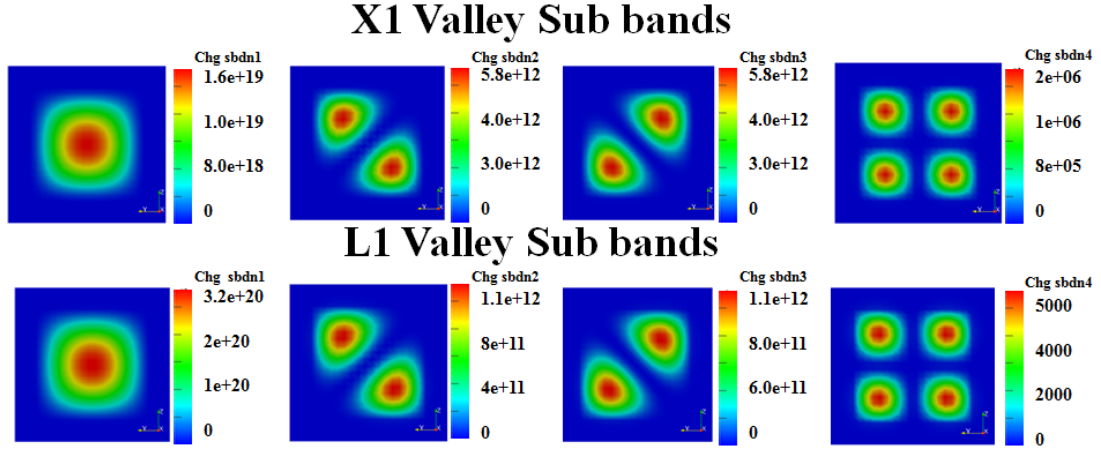 X1 Valley Sub bands
Chg sbdn1
1.6e+19
1.0e+19
8.0e+18
0
Chg sbdn2
5.8e+12
4.0e+12
3.0e+12
0
Chg sbdn3
5.8e+12
4.0e+12
3.0e+12
0
Chg sbdn4
2e+06
1e+06
8e+05
0
L1 Valley Sub bands
Chg sbdn1
3.2e+20
2e+20
1e+20
0
Chg sbdn2
1.1e+12
8e+11
4e+11
0
Chg sbdn3
1.1e+12
8.0e+11
6.0e+11
0
Chg sbdn4
5000
4000
2000
0